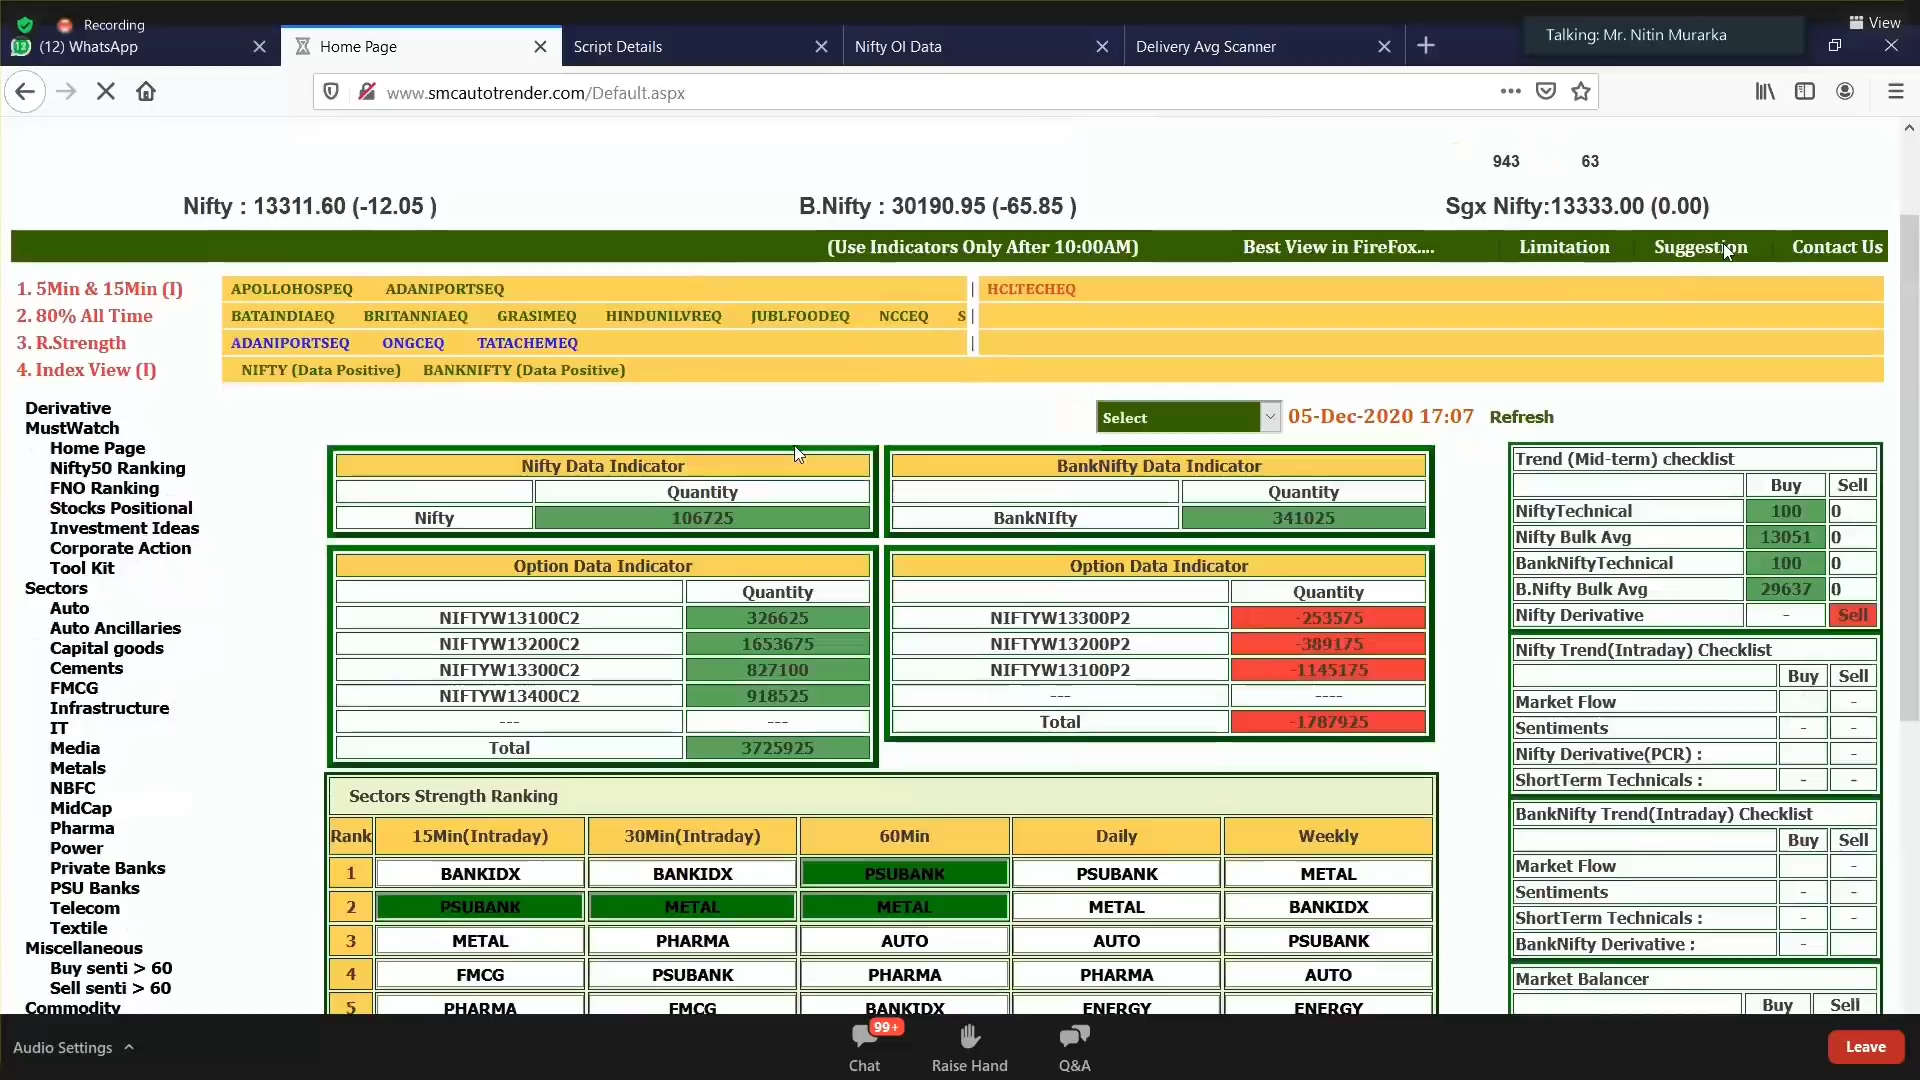 Recording
View
(12) WhatsApp
Home Page
Script Details
Nifty OI Data
Delivery Avg Scanner
Talking: Mr. Nitin Murarka
www.smcautotrender.com/Default.aspx
943 63
Nifty : 13311.60 (-12.05 )
B.Nifty : 30190.95 (-65.85 )
Sgx Nifty:13333.00 (0.00)
(Use Indicators Only After 10:00AM)
Best View in FireFox....
Limitation
Suggestion
Contact Us
1. 5Min & 15Min (I)
APOLLOHOSPEQ ADANIPORTSEQ | HCLTECHEQ
2. 80% All Time
BATAINDIAEQ BRITANNIAEQ GRASIMEQ HINDUNILVREQ JUBLFOODEQ NCCEQ S |
3. R.Strength
ADANIPORTSEQ ONGCEQ TATACHEMEQ |
4. Index View (I)
NIFTY (Data Positive) BANKNIFTY (Data Positive)
Select
05-Dec-2020 17:07 Refresh
Derivative
MustWatch
Home Page
Nifty50 Ranking
FNO Ranking
Stocks Positional
Investment Ideas
Corporate Action
Tool Kit
Sectors
Auto
Auto Ancillaries
Capital goods
Cements
FMCG
Infrastructure
IT
Media
Metals
NBFC
MidCap
Pharma
Power
Private Banks
PSU Banks
Telecom
Textile
Miscellaneous
Buy senti > 60
Sell senti > 60
Commodity
Nifty Data Indicator
Quantity
Nifty 106725
BankNifty Data Indicator
Quantity
BankNIfty 341025
Option Data Indicator
Quantity
NIFTYW13100C2 326625
NIFTYW13200C2 1653675
NIFTYW13300C2 827100
NIFTYW13400C2 918525
--- ---
Total 3725925
Option Data Indicator
Quantity
NIFTYW13300P2 -253575
NIFTYW13200P2 -389175
NIFTYW13100P2 -1145175
--- ----
Total -1787925
Sectors Strength Ranking
Rank 15Min(Intraday) 30Min(Intraday) 60Min Daily Weekly
1 BANKIDX BANKIDX PSUBANK PSUBANK METAL
2 PSUBANK METAL METAL METAL BANKIDX
3 METAL PHARMA AUTO AUTO PSUBANK
4 FMCG PSUBANK PHARMA PHARMA AUTO
5 PHARMA FMCG BANKIDX ENERGY ENERGY
Trend (Mid-term) checklist
Buy Sell
NiftyTechnical 100 0
Nifty Bulk Avg 13051 0
BankNiftyTechnical 100 0
B.Nifty Bulk Avg 29637 0
Nifty Derivative - Sell
Nifty Trend(Intraday) Checklist
Buy Sell
Market Flow -
Sentiments - -
Nifty Derivative(PCR) : -
ShortTerm Technicals : - -
BankNifty Trend(Intraday) Checklist
Buy Sell
Market Flow -
Sentiments - -
ShortTerm Technicals : - -
BankNifty Derivative : -
Market Balancer
Buy Sell
Audio Settings
99+
Chat
Raise Hand
Q&A
Leave